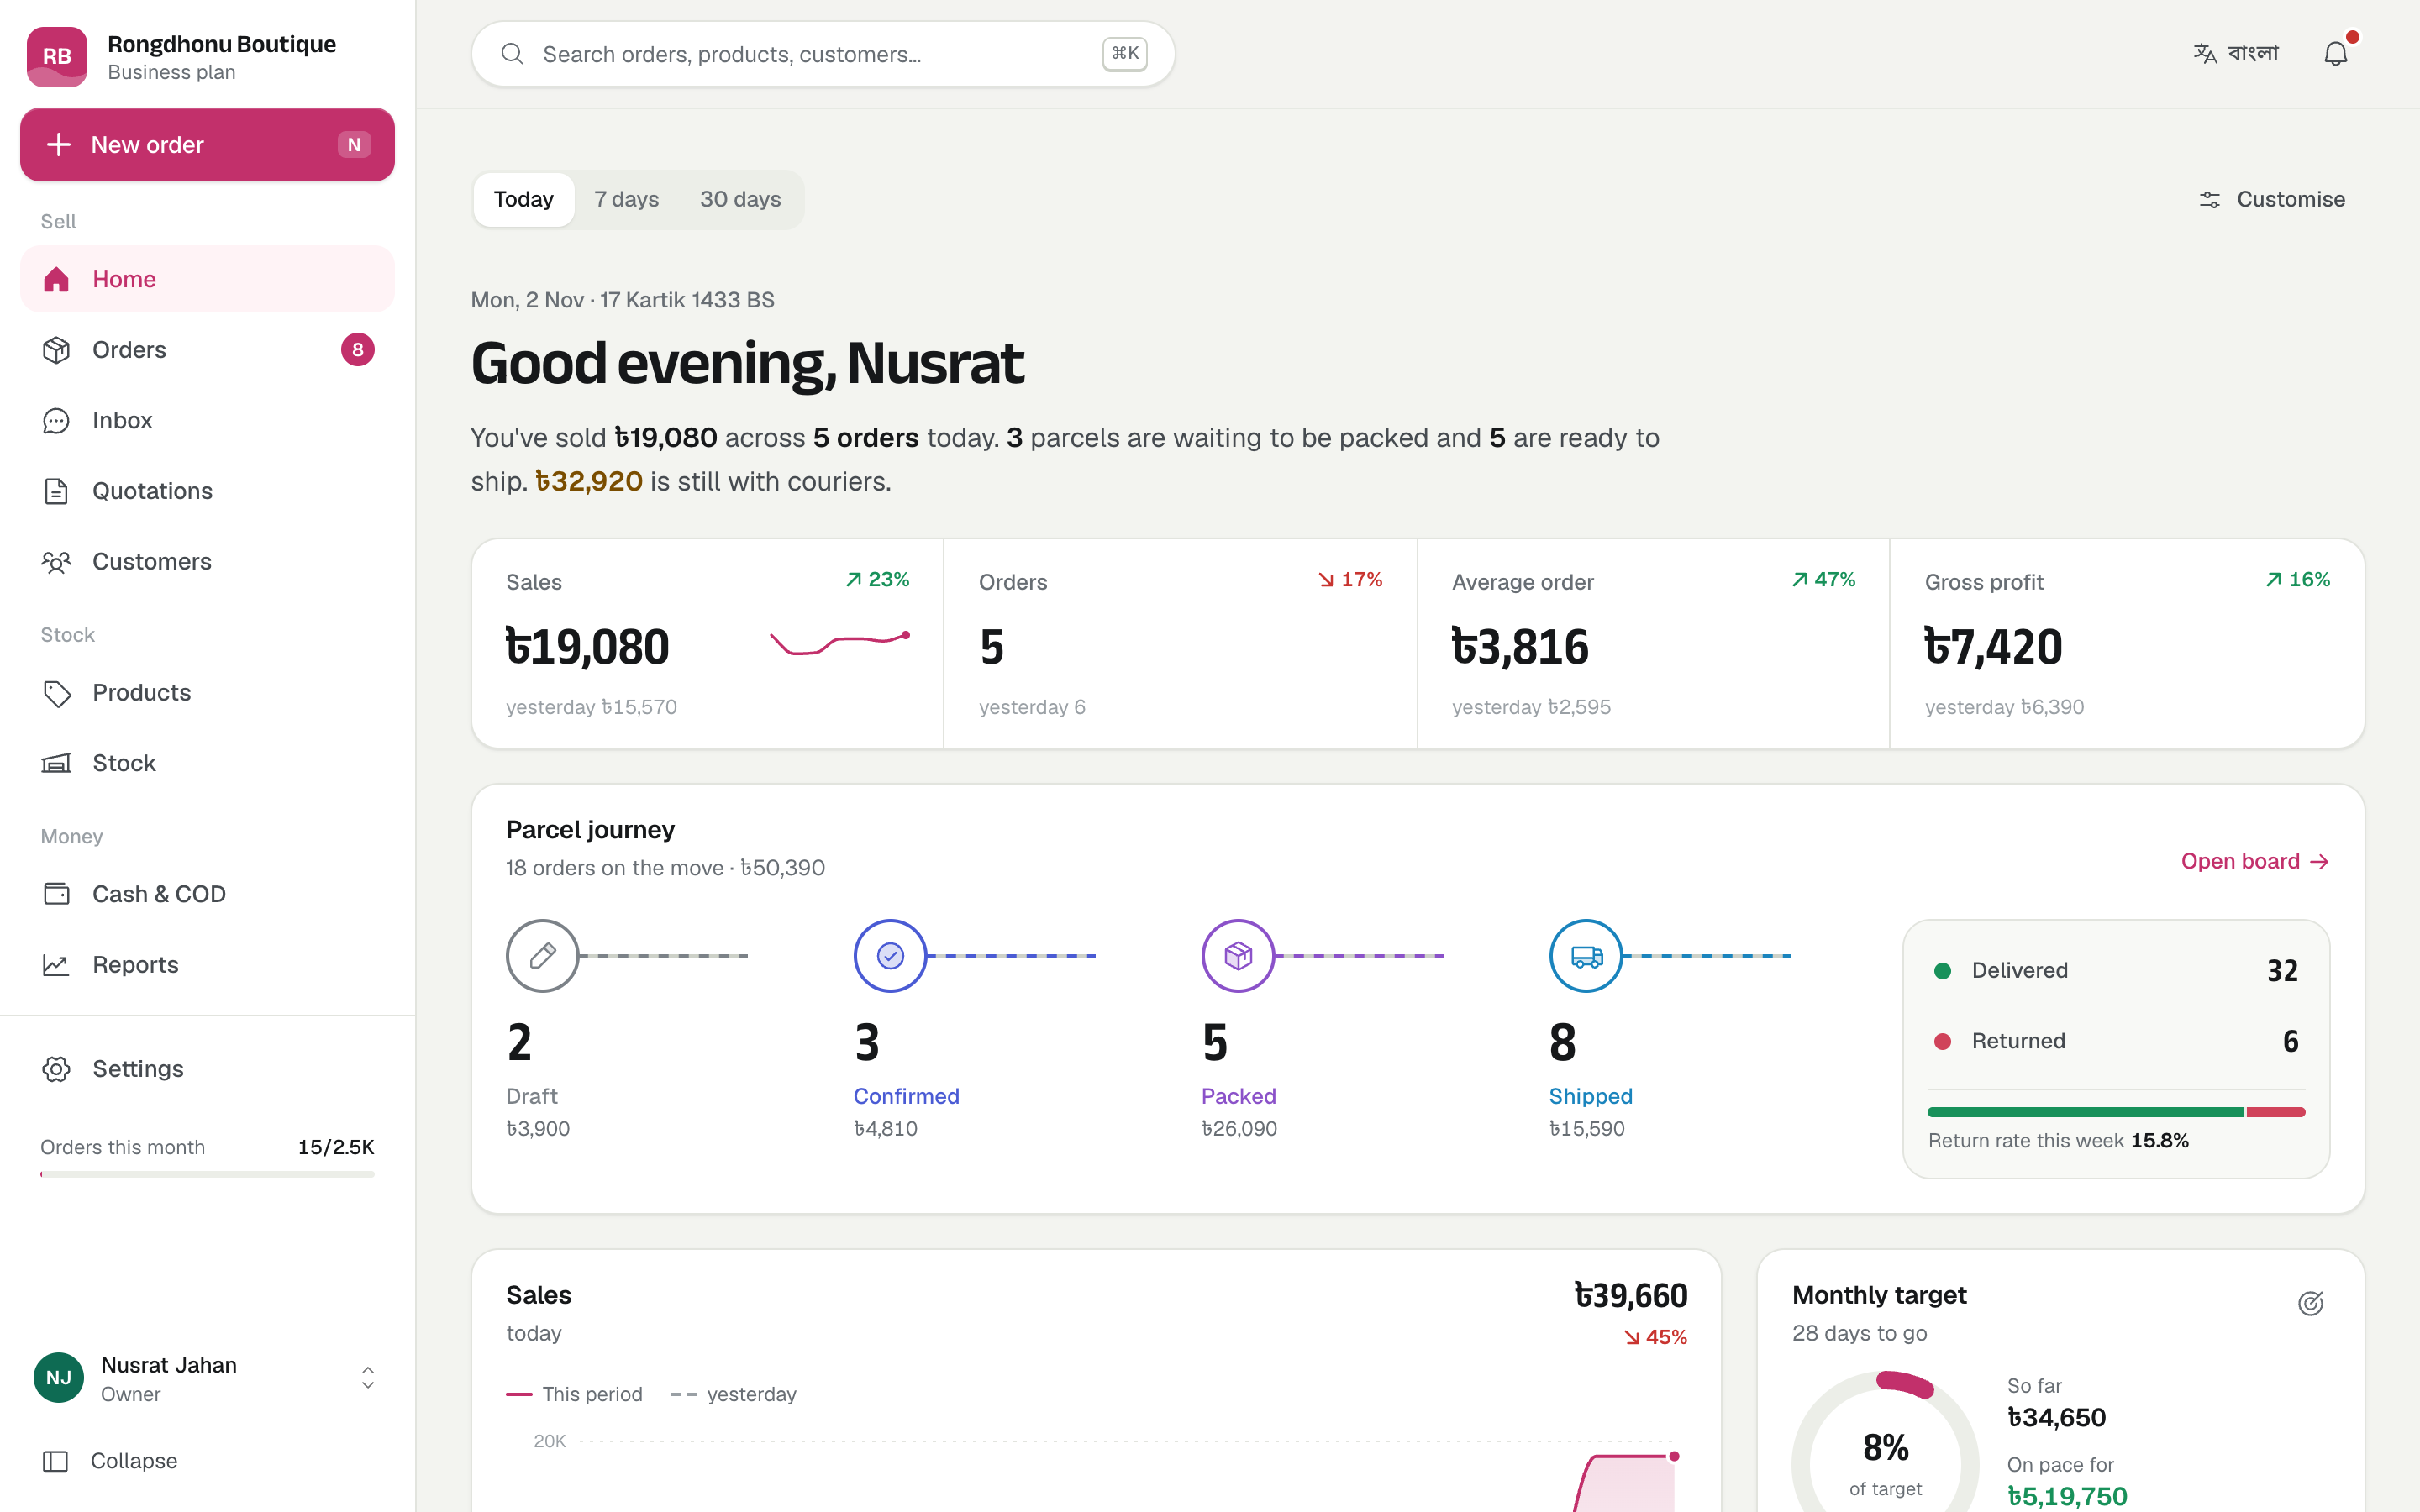 RB
Rongdhonu Boutique
Business plan
New order N
Sell
Home
Orders 8
Inbox
Quotations
Customers
Stock
Products
Stock
Money
Cash & COD
Reports
Settings
Orders this month 15/2.5K
NJ
Nusrat Jahan
Owner
Collapse
Search orders, products, customers... ⌘K
বাংলা
Today 7 days 30 days
Customise
Mon, 2 Nov · 17 Kartik 1433 BS
Good evening, Nusrat
You've sold ৳19,080 across 5 orders today. 3 parcels are waiting to be packed and 5 are ready to
ship. ৳32,920 is still with couriers.
Sales 23%
৳19,080
yesterday ৳15,570
Orders 17%
5
yesterday 6
Average order 47%
৳3,816
yesterday ৳2,595
Gross profit 16%
৳7,420
yesterday ৳6,390
Parcel journey
18 orders on the move · ৳50,390
Open board →
2
Draft
৳3,900
3
Confirmed
৳4,810
5
Packed
৳26,090
8
Shipped
৳15,590
Delivered 32
Returned 6
Return rate this week 15.8%
Sales ৳39,660
today 45%
This period yesterday
20K
Monthly target
28 days to go
8%
of target
So far
৳34,650
On pace for
৳5,19,750